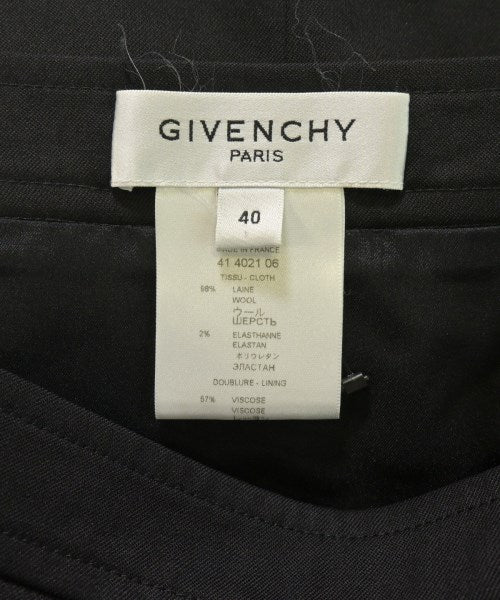 GIVENCHY
PARIS
40
MADE IN FRANCE
41 4021 06
TISSU - CLOTH
98% LAINE
WOOL
ウール
ШЕРСТЬ
2% ELASTHANNE
ELASTAN
ポリウレタン
ЭЛАСТАН
DOUBLURE - LINING
57% VISCOSE
VISCOSE